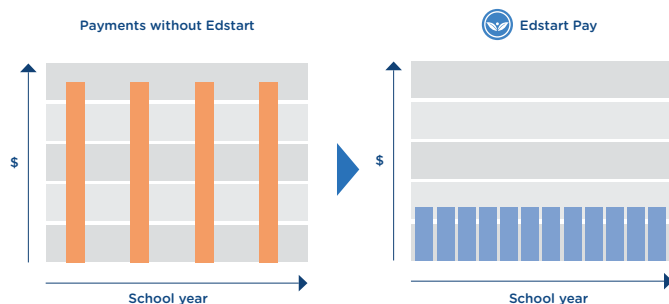 Payments without Edstart
Edstart Pay
$
$
School year
School year